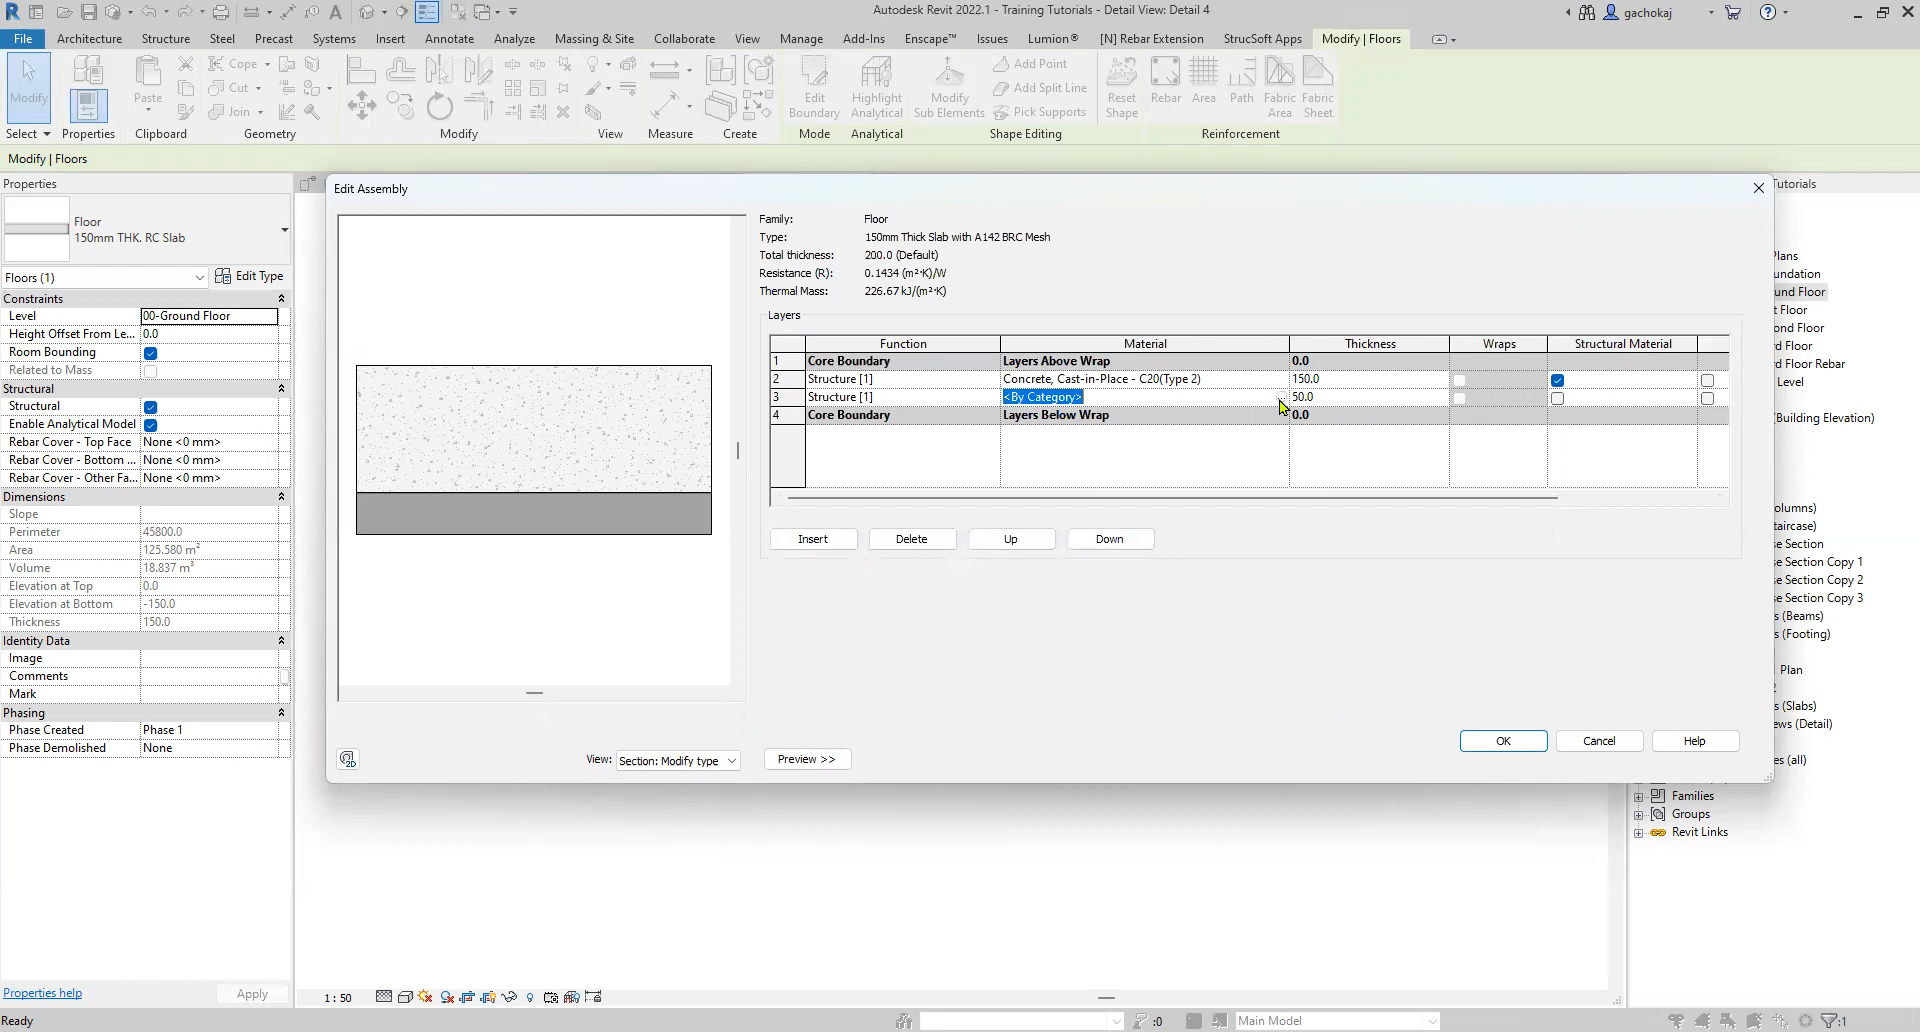 Autodesk Revit 2022.1 - Training Tutorials - Detail View: Detail 4
gachokaj
File Architecture Structure Steel Precast Systems Insert Annotate Analyze Massing & Site Collaborate View Manage Add-Ins Enscape™ Issues Lumion® [N] Rebar Extension StrucSoft Apps Modify | Floors
Modify Paste Cope Cut Join Edit Boundary Highlight Analytical Modify Sub Elements Add Point Add Split Line Pick Supports Reset Shape Rebar Area Path Fabric Area Fabric Sheet
Select Properties Clipboard Geometry Modify View Measure Create Mode Analytical Shape Editing Reinforcement
Modify | Floors
Properties
Floor
150mm THK. RC Slab
Floors (1) Edit Type
Constraints
Level 00-Ground Floor
Height Offset From Le... 0.0
Room Bounding
Related to Mass
Structural
Structural
Enable Analytical Model
Rebar Cover - Top Face None <0 mm>
Rebar Cover - Bottom ... None <0 mm>
Rebar Cover - Other Fa... None <0 mm>
Dimensions
Slope
Perimeter 45800.0
Area 125.580 m²
Volume 18.837 m³
Elevation at Top 0.0
Elevation at Bottom -150.0
Thickness 150.0
Identity Data
Image
Comments
Mark
Phasing
Phase Created Phase 1
Phase Demolished None
Properties help Apply
Edit Assembly
Family: Floor
Type: 150mm Thick Slab with A142 BRC Mesh
Total thickness: 200.0 (Default)
Resistance (R): 0.1434 (m²·K)/W
Thermal Mass: 226.67 kJ/(m²·K)
Layers
Function Material Thickness Wraps Structural Material
1 Core Boundary Layers Above Wrap 0.0
2 Structure [1] Concrete, Cast-in-Place - C20(Type 2) 150.0
3 Structure [1] <By Category> 50.0
4 Core Boundary Layers Below Wrap 0.0
Insert Delete Up Down
OK Cancel Help
View: Section: Modify type Preview >>
Tutorials
Plans
undation
und Floor
t Floor
ond Floor
rd Floor
rd Floor Rebar
Level
(Building Elevation)
olumns)
taircase)
se Section
se Section Copy 1
se Section Copy 2
se Section Copy 3
s (Beams)
s (Footing)
Plan
s (Slabs)
ews (Detail)
es (all)
Families
Groups
Revit Links
1 : 50
Ready :0 Main Model :1